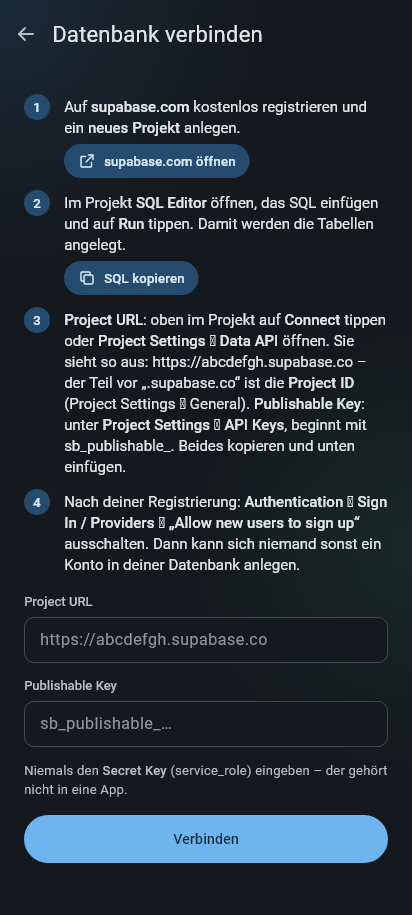 Datenbank verbinden
1
Auf supabase.com kostenlos registrieren und
ein neues Projekt anlegen.
supabase.com öffnen
2
Im Projekt SQL Editor öffnen, das SQL einfügen
und auf Run tippen. Damit werden die Tabellen
angelegt.
SQL kopieren
3
Project URL: oben im Projekt auf Connect tippen
oder Project Settings ▯ Data API öffnen. Sie
sieht so aus: https://abcdefgh.supabase.co –
der Teil vor „.supabase.co“ ist die Project ID
(Project Settings ▯ General). Publishable Key:
unter Project Settings ▯ API Keys, beginnt mit
sb_publishable_. Beides kopieren und unten
einfügen.
4
Nach deiner Registrierung: Authentication ▯ Sign
In / Providers ▯ „Allow new users to sign up“
ausschalten. Dann kann sich niemand sonst ein
Konto in deiner Datenbank anlegen.
Project URL
https://abcdefgh.supabase.co
Publishable Key
sb_publishable_…
Niemals den Secret Key (service_role) eingeben – der gehört
nicht in eine App.
Verbinden